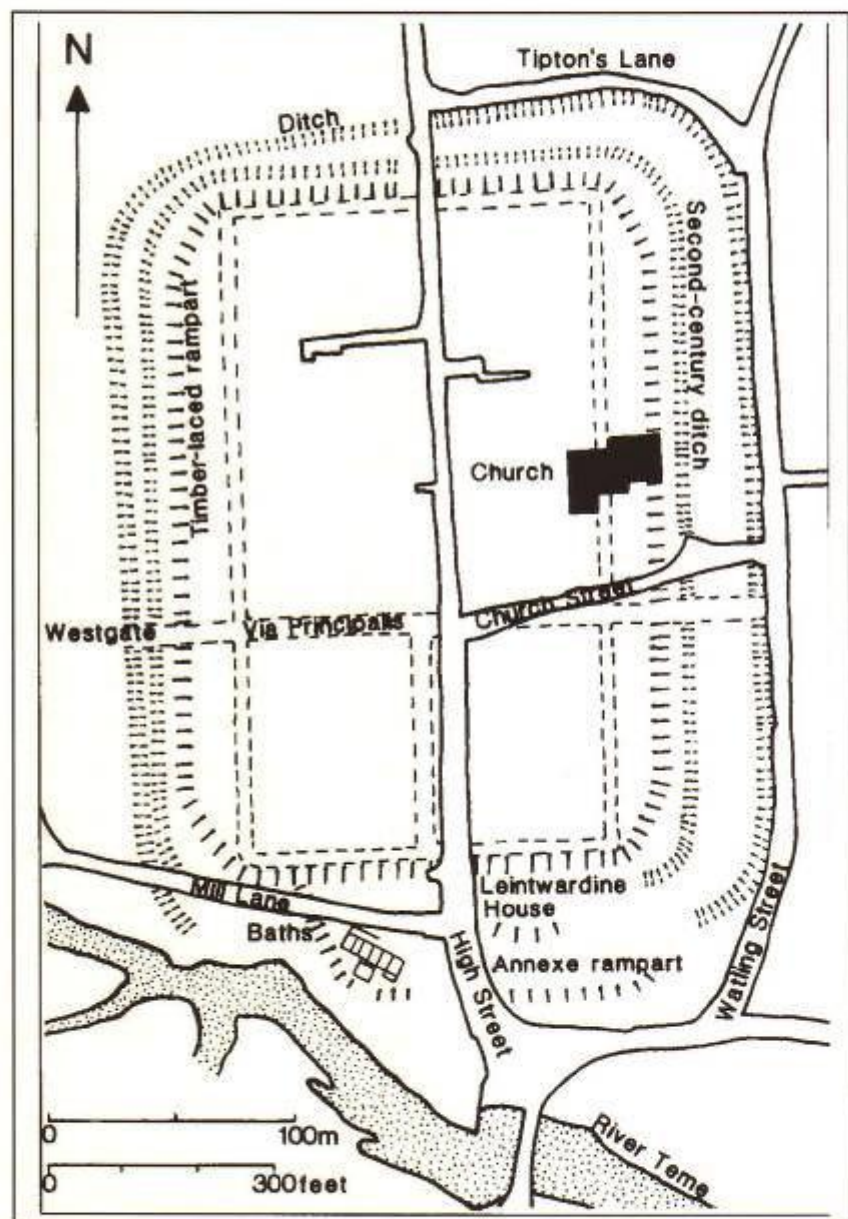 N
Tipton's Lane
Ditch
Second-century ditch
Timber-laced rampart
Church
Church Street
Westgate
Via Principalis
Leintwardine
House
Mill Lane
Baths
High Street
Annexe rampart
Watling Street
0 100m
0 300feet
River Teme